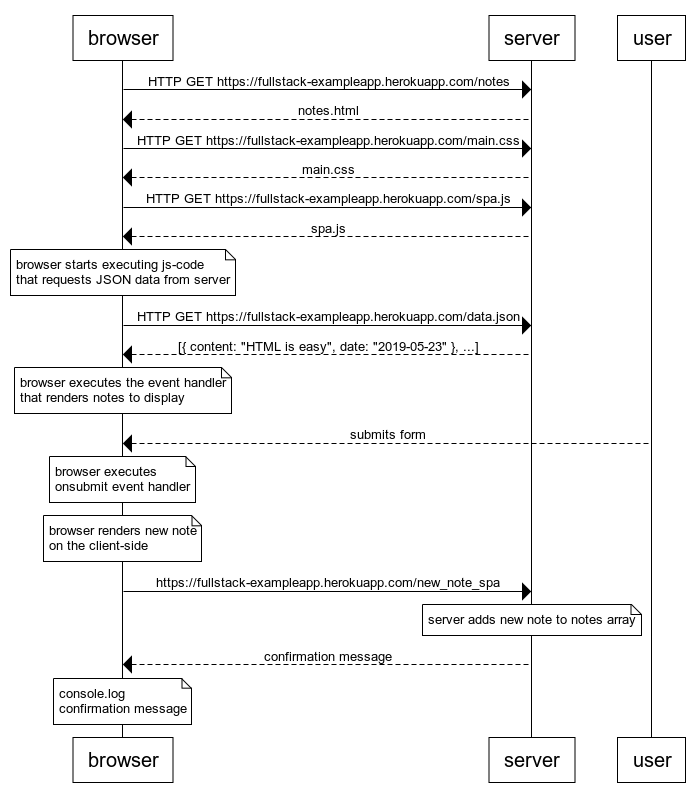 browser server user
HTTP GET https://fullstack-exampleapp.herokuapp.com/notes
notes.html
HTTP GET https://fullstack-exampleapp.herokuapp.com/main.css
main.css
HTTP GET https://fullstack-exampleapp.herokuapp.com/spa.js
spa.js
browser starts executing js-code
that requests JSON data from server
HTTP GET https://fullstack-exampleapp.herokuapp.com/data.json
[{ content: "HTML is easy", date: "2019-05-23" }, ...]
browser executes the event handler
that renders notes to display
submits form
browser executes
onsubmit event handler
browser renders new note
on the client-side
https://fullstack-exampleapp.herokuapp.com/new_note_spa
server adds new note to notes array
confirmation message
console.log
confirmation message
browser server user